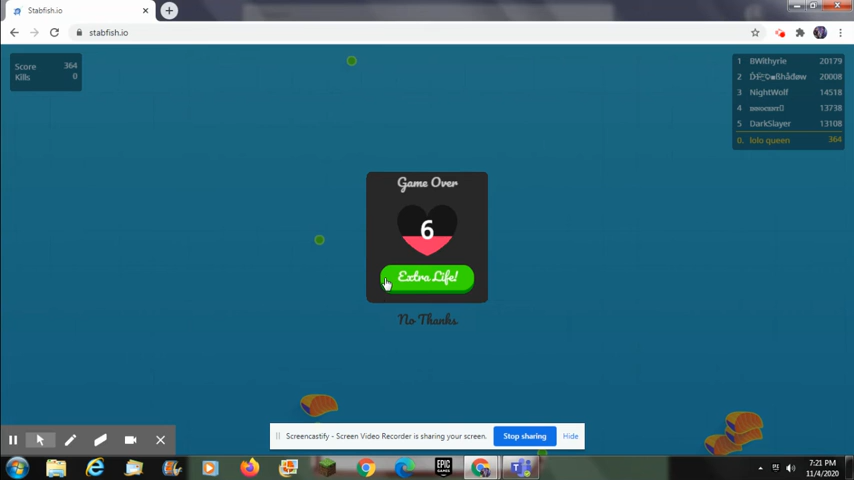 Stabfish.io
stabfish.io
Score 364
Kills 0
1 BWithyrie 20179
2 20008
3 NightWolf 14518
4 13738
5 DarkSlayer 13108
0. lolo queen 364
Game Over
6
Extra Life!
No Thanks
Screencastify - Screen Video Recorder is sharing your screen.
Stop sharing
Hide
EPIC
GAMES
7:21 PM
11/4/2020